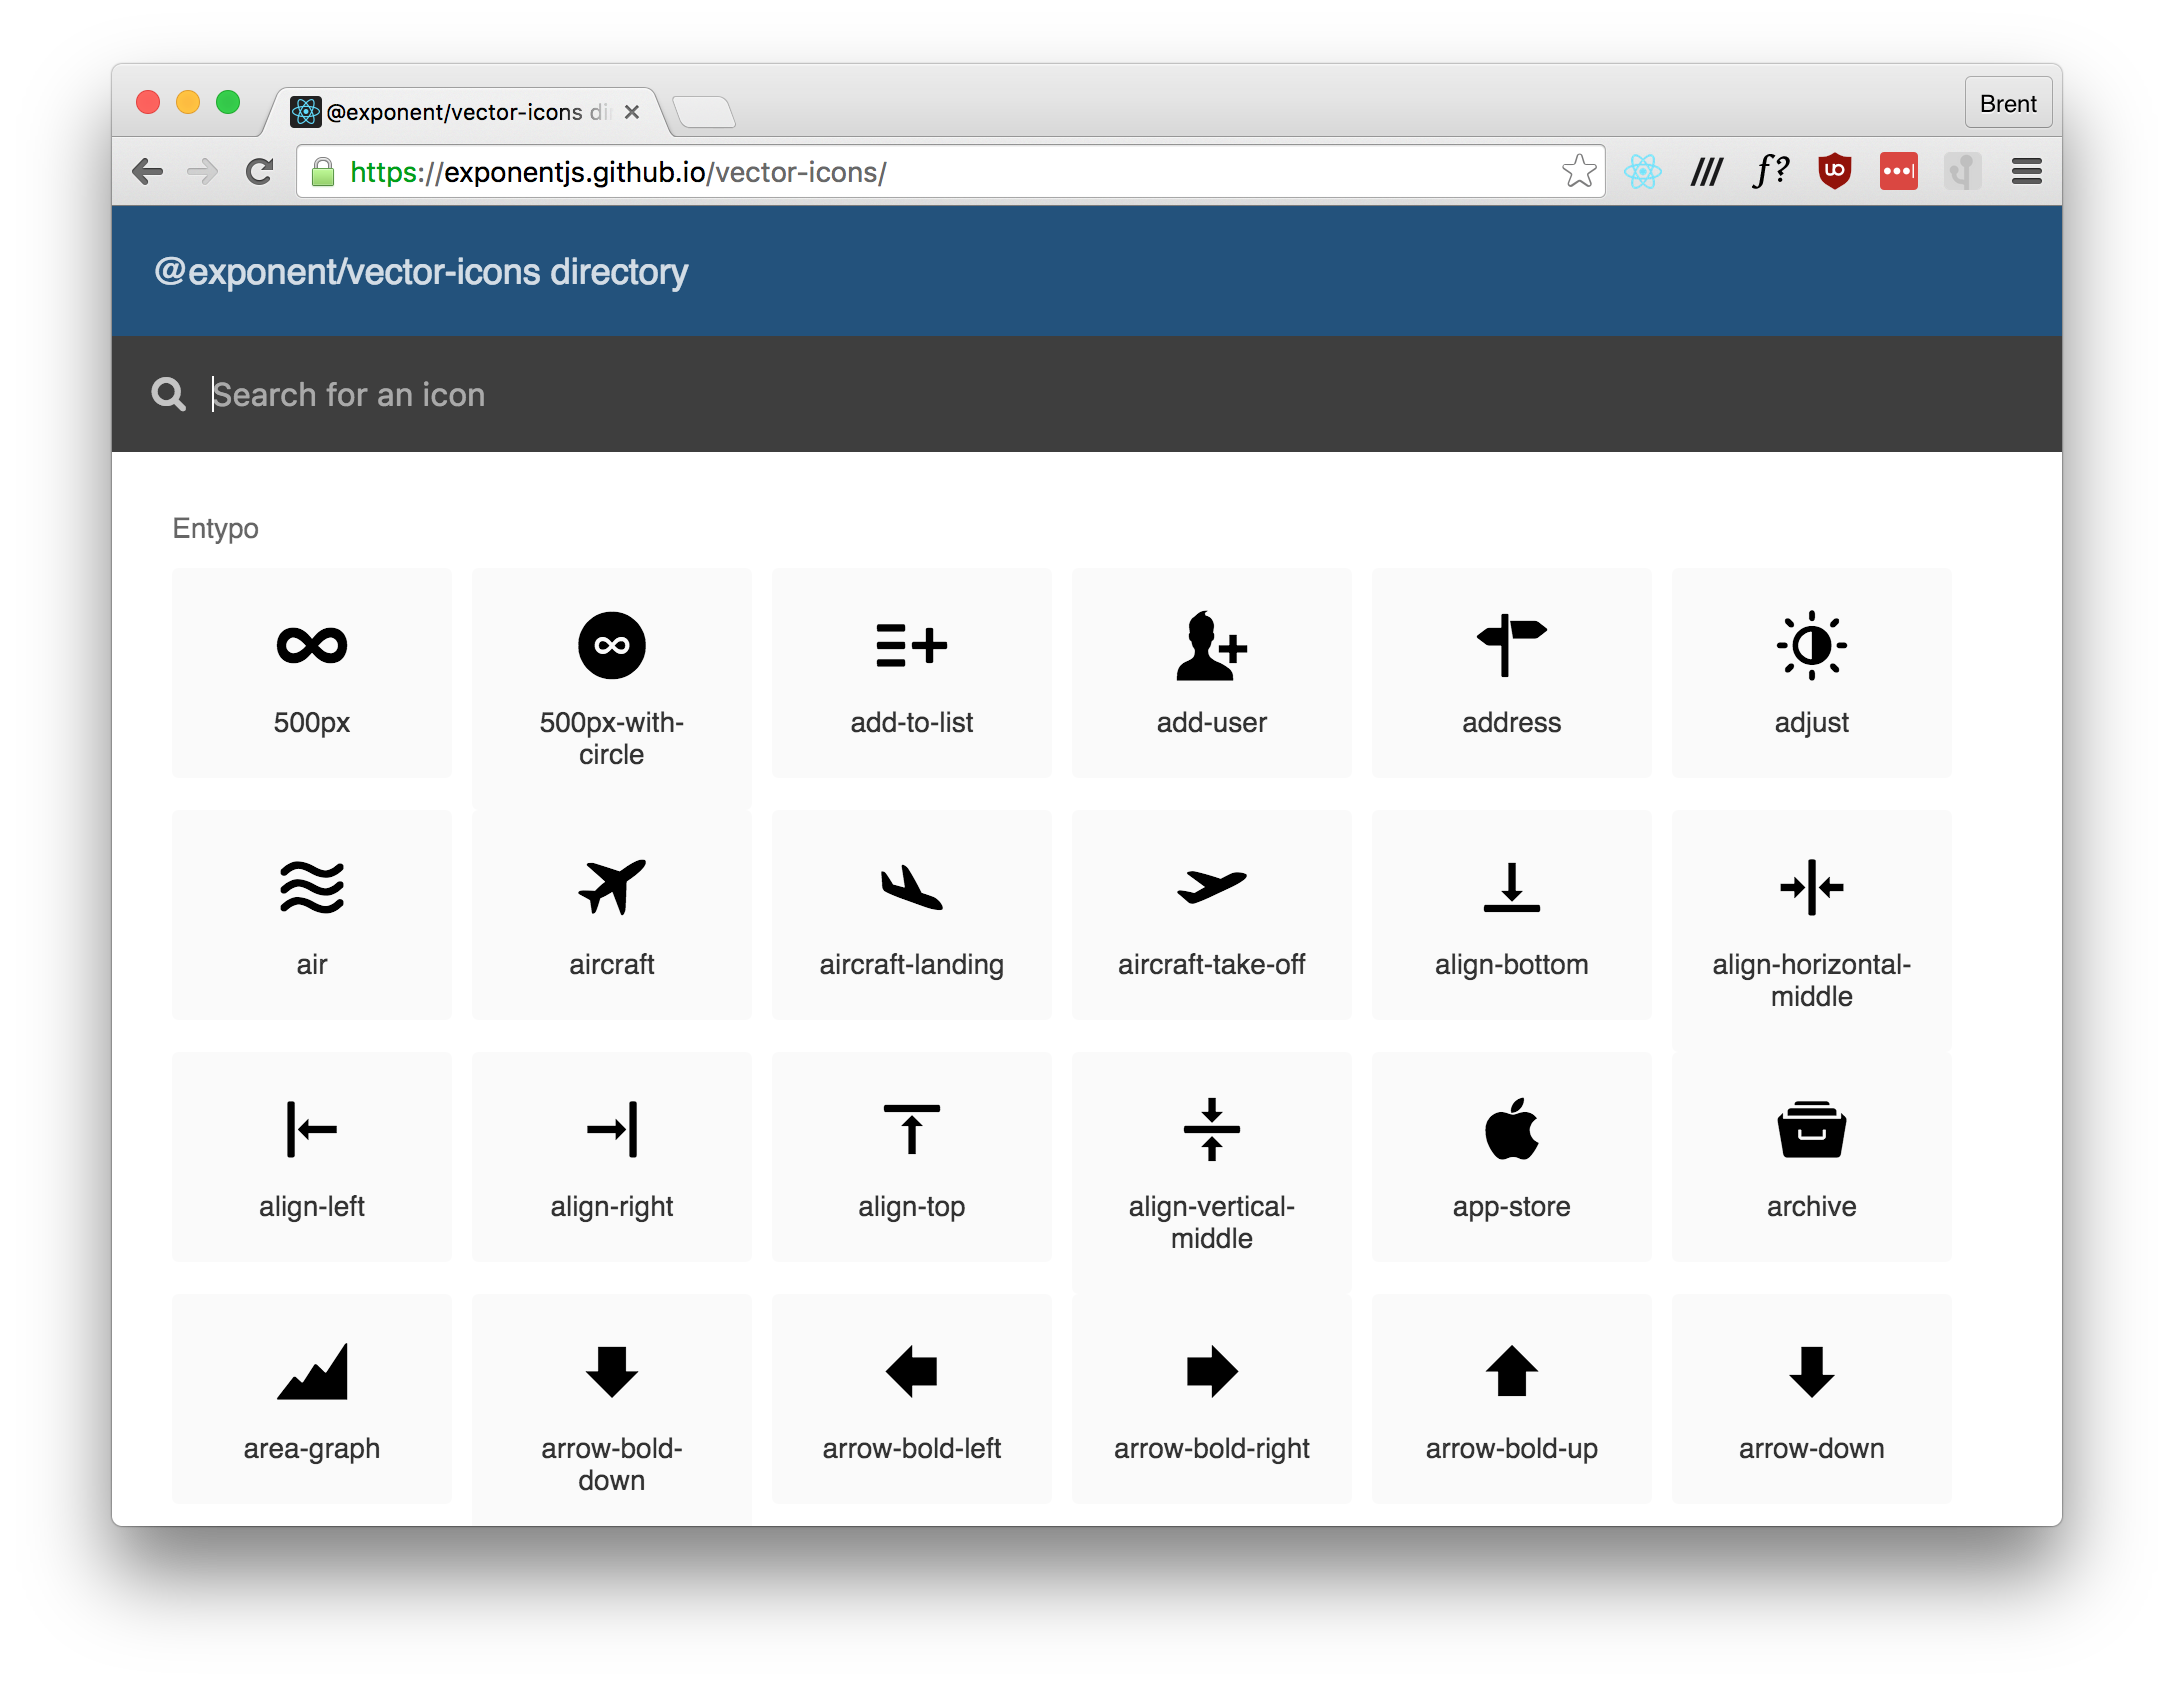 @exponent/vector-icons di
Brent
https://exponentjs.github.io/vector-icons/
f?
@exponent/vector-icons directory
Search for an icon
Entypo
500px
500px-with-
circle
add-to-list
add-user
address
adjust
air
aircraft
aircraft-landing
aircraft-take-off
align-bottom
align-horizontal-
middle
align-left
align-right
align-top
align-vertical-
middle
app-store
archive
area-graph
arrow-bold-
down
arrow-bold-left
arrow-bold-right
arrow-bold-up
arrow-down